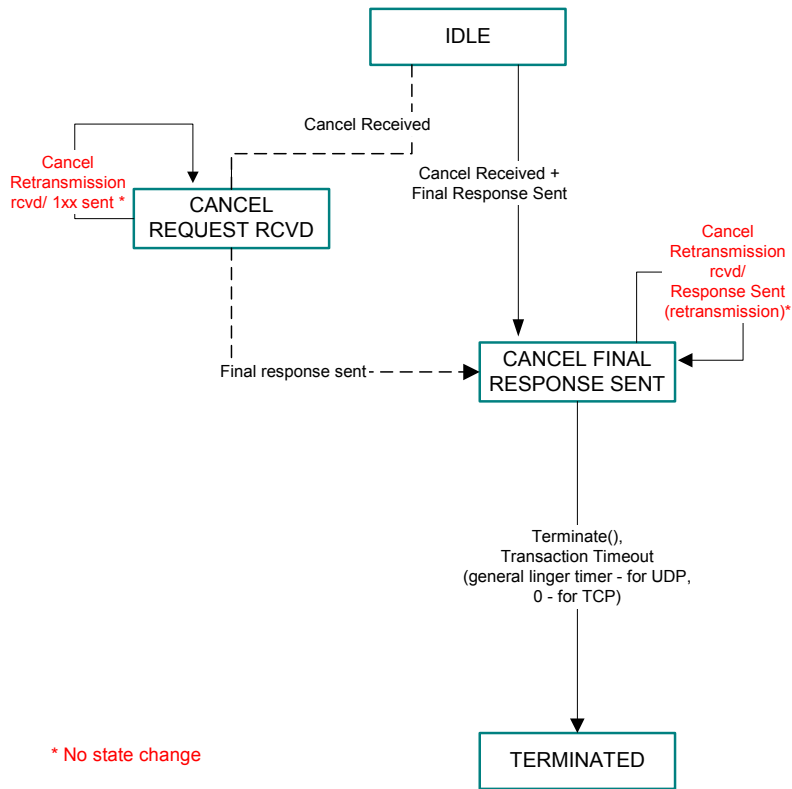 IDLE
Cancel Received
Cancel
Retransmission
rcvd/ 1xx sent *
Cancel Received +
Final Response Sent
CANCEL
REQUEST RCVD
Cancel
Retransmission
rcvd/
Response Sent
(retransmission)*
Final response sent
CANCEL FINAL
RESPONSE SENT
Terminate(),
Transaction Timeout
(general linger timer - for UDP,
0 - for TCP)
* No state change
TERMINATED